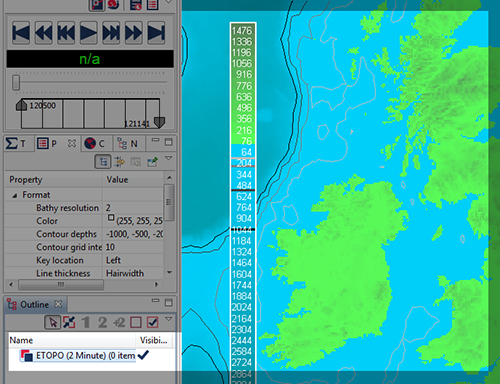 n/a
120500
121141
T
P
C
N
Property Value
Format
Bathy resolution 2
Color (255, 255, 25
Contour depths -1000, -500, -20
Contour grid inte 10
Key location Left
Line thickness Hairwidth
Outline
1 2 +2
Name Visibi...
ETOPO (2 Minute) (0 item
1476
1336
1196
1056
916
776
636
496
356
216
76
64
204
344
484
624
764
904
1044
1184
1324
1464
1604
1744
1884
2024
2164
2304
2444
2584
2724
2864